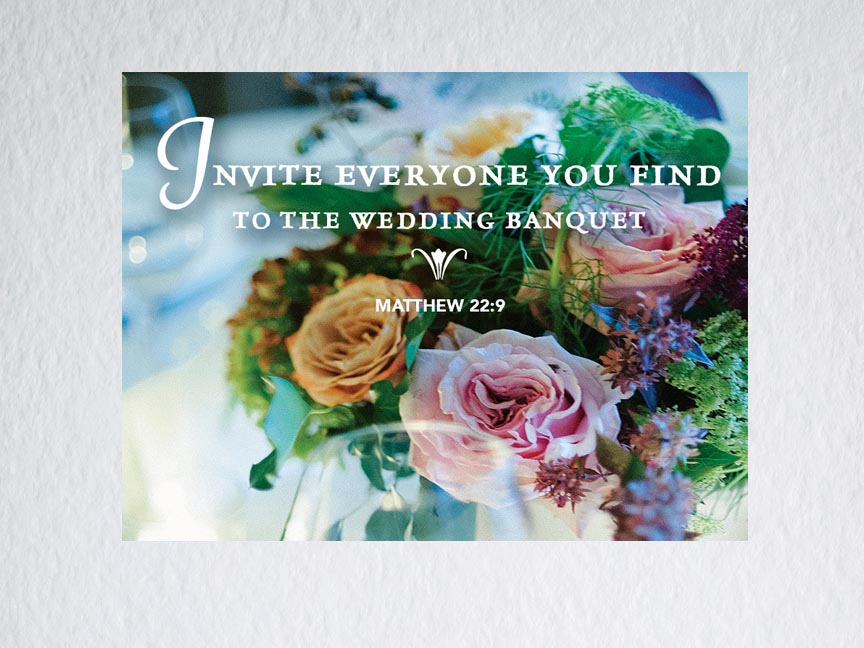 Invite everyone you find
to the wedding banquet
MATTHEW 22:9